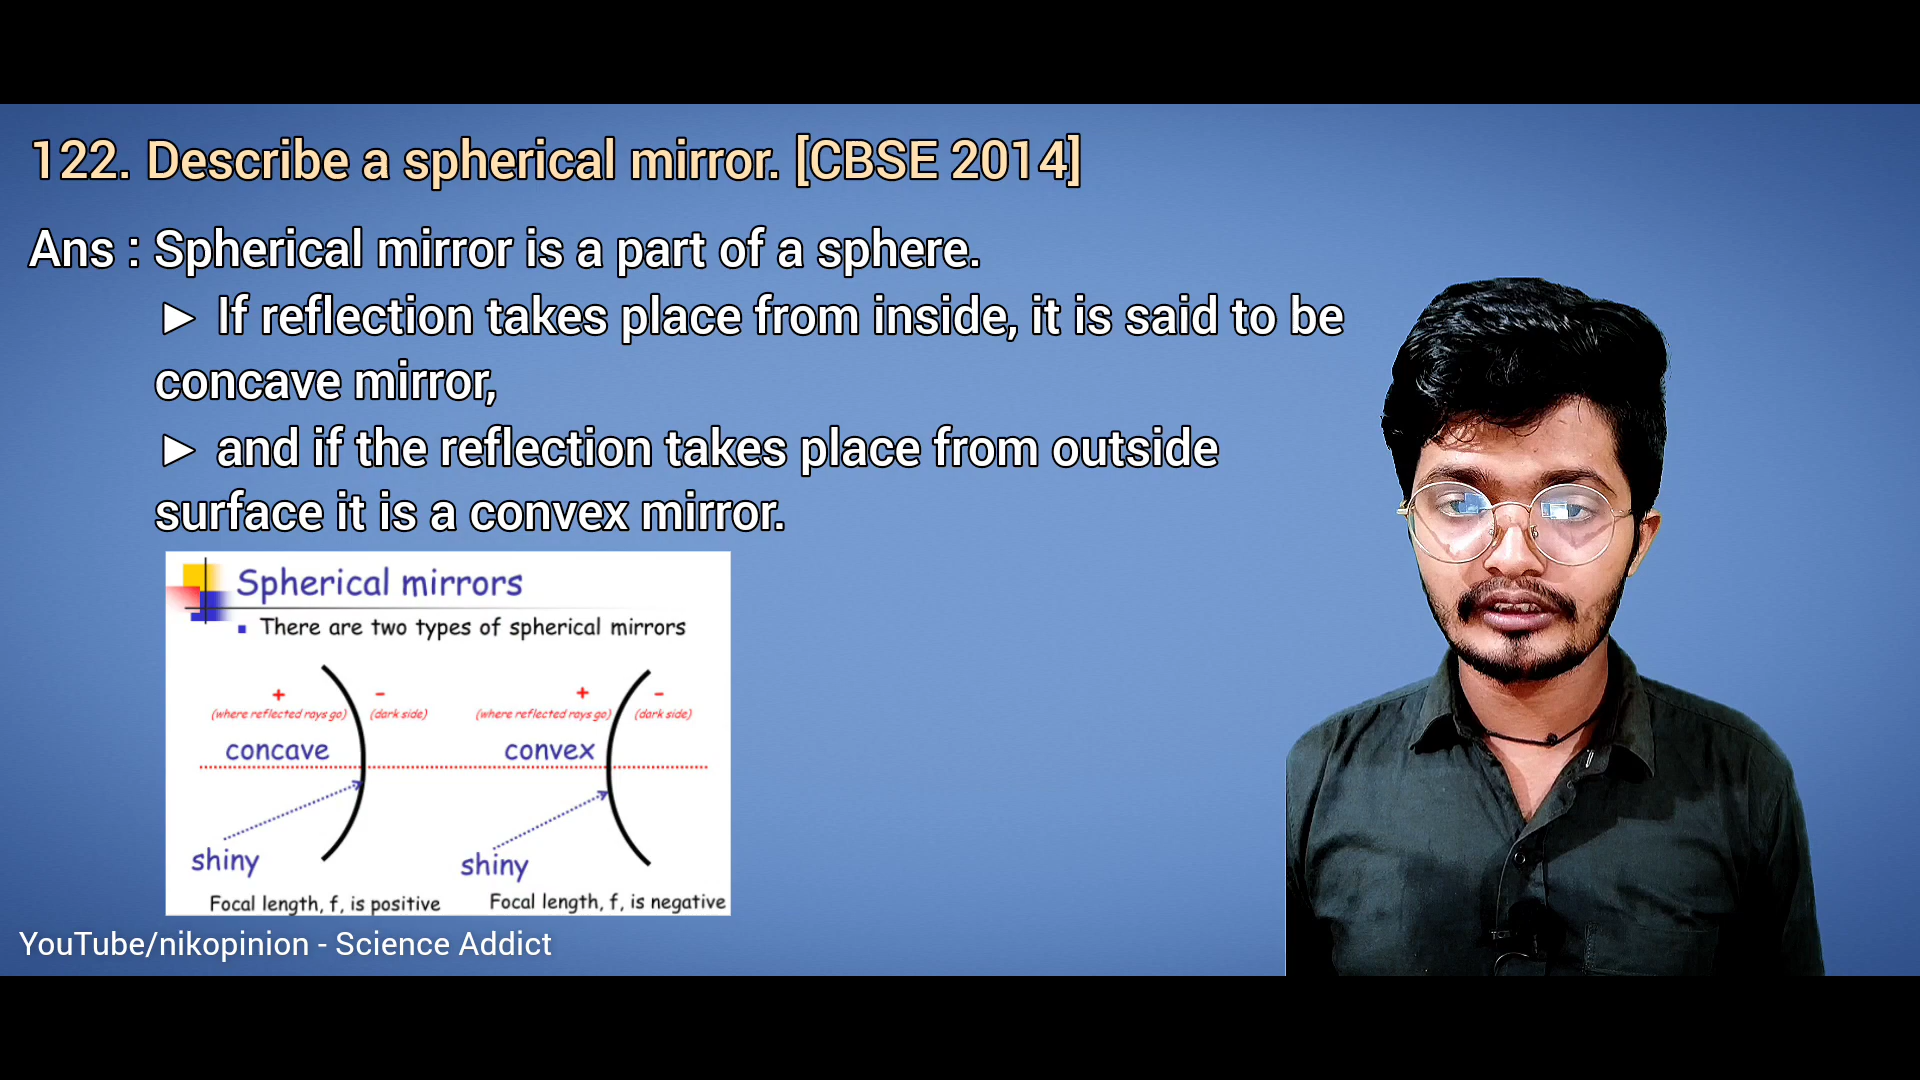 122. Describe a spherical mirror. [CBSE 2014]
Ans : Spherical mirror is a part of a sphere.
► If reflection takes place from inside, it is said to be
concave mirror,
► and if the reflection takes place from outside
surface it is a convex mirror.
Spherical mirrors
▪ There are two types of spherical mirrors
+ - + -
(where reflected rays go) (dark side) (where reflected rays go) (dark side)
concave convex
shiny shiny
Focal length, f, is positive Focal length, f, is negative
YouTube/nikopinion - Science Addict